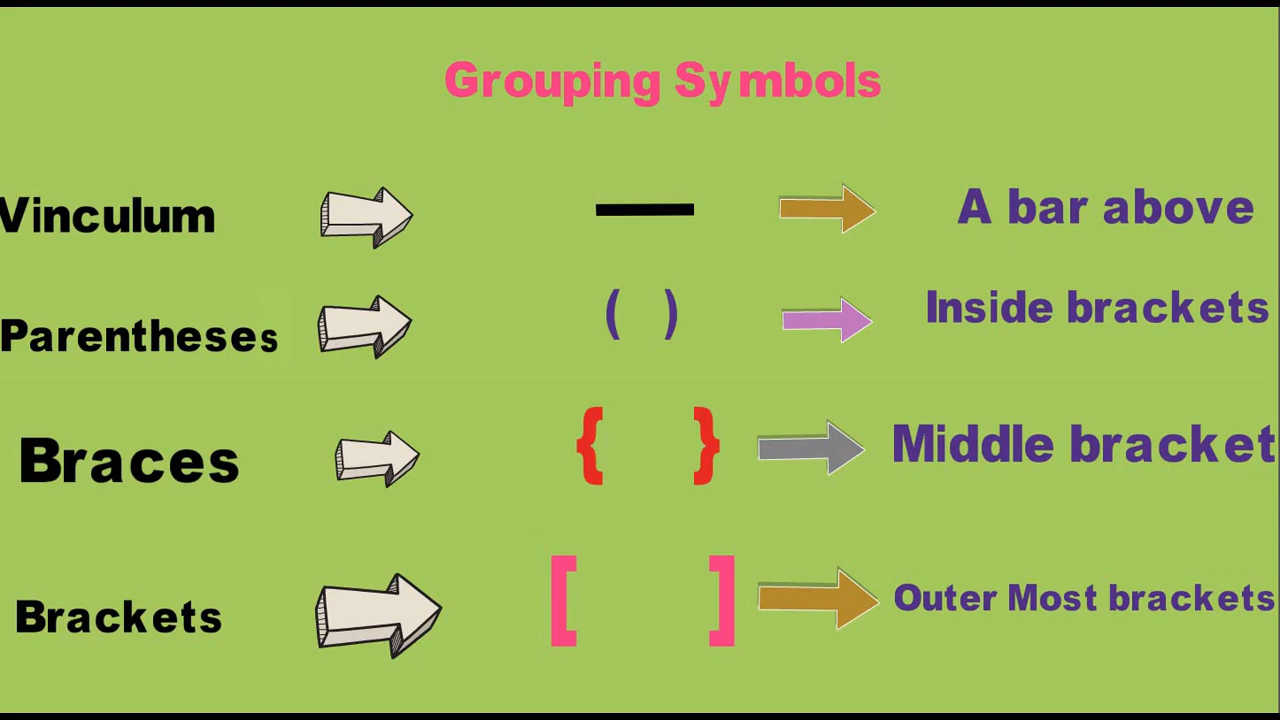 Grouping Symbols
Vinculum — A bar above
Parentheses ( ) Inside brackets
Braces { } Middle bracket
Brackets [ ] Outer Most brackets